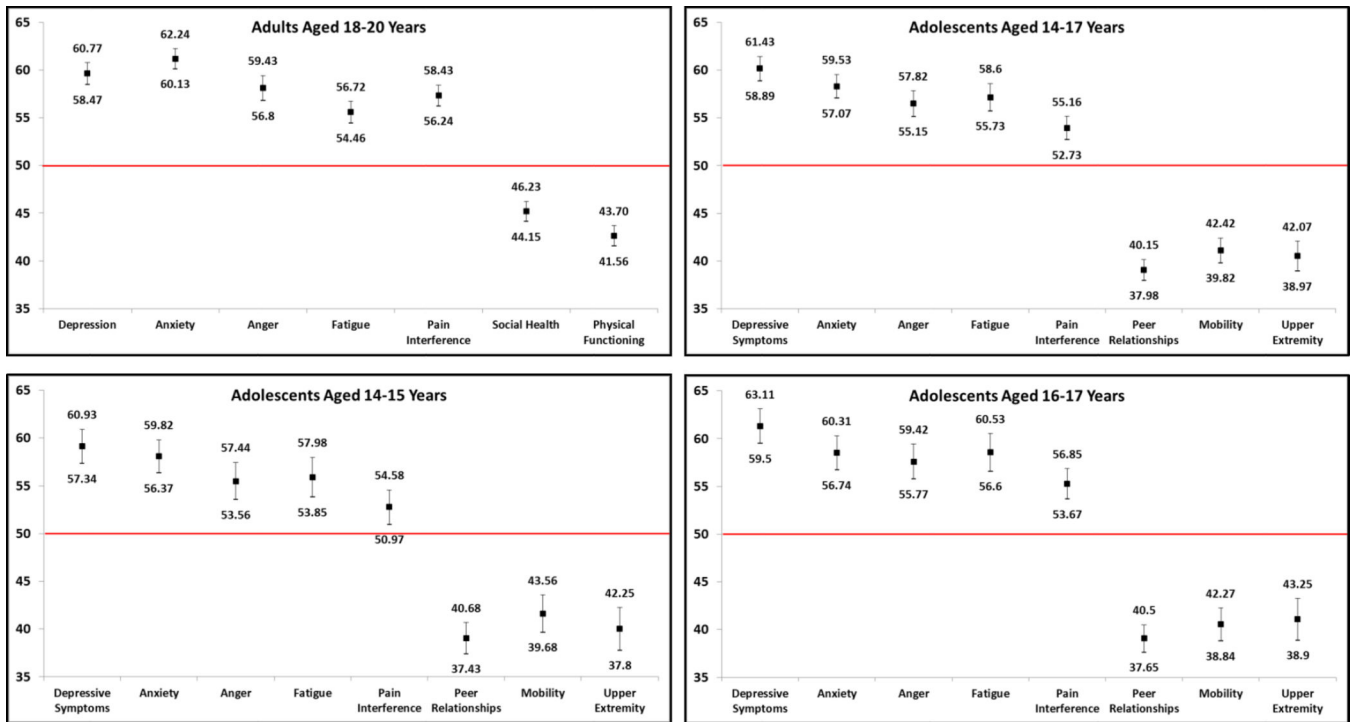 Adults Aged 18-20 Years
65
60
55
50
45
40
35
60.77
58.47
62.24
60.13
59.43
56.8
56.72
54.46
58.43
56.24
46.23
44.15
43.70
41.56
Depression
Anxiety
Anger
Fatigue
Pain
Interference
Social Health
Physical
Functioning
Adolescents Aged 14-17 Years
65
60
55
50
45
40
35
61.43
58.89
59.53
57.07
57.82
55.15
58.6
55.73
55.16
52.73
40.15
37.98
42.42
39.82
42.07
38.97
Depressive
Symptoms
Anxiety
Anger
Fatigue
Pain
Interference
Peer
Relationships
Mobility
Upper
Extremity
Adolescents Aged 14-15 Years
65
60
55
50
45
40
35
60.93
57.34
59.82
56.37
57.44
53.56
57.98
53.85
54.58
50.97
40.68
37.43
43.56
39.68
42.25
37.8
Depressive
Symptoms
Anxiety
Anger
Fatigue
Pain
Interference
Peer
Relationships
Mobility
Upper
Extremity
Adolescents Aged 16-17 Years
65
60
55
50
45
40
35
63.11
59.5
60.31
56.74
59.42
55.77
60.53
56.6
56.85
53.67
40.5
37.65
42.27
38.84
43.25
38.9
Depressive
Symptoms
Anxiety
Anger
Fatigue
Pain
Interference
Peer
Relationships
Mobility
Upper
Extremity